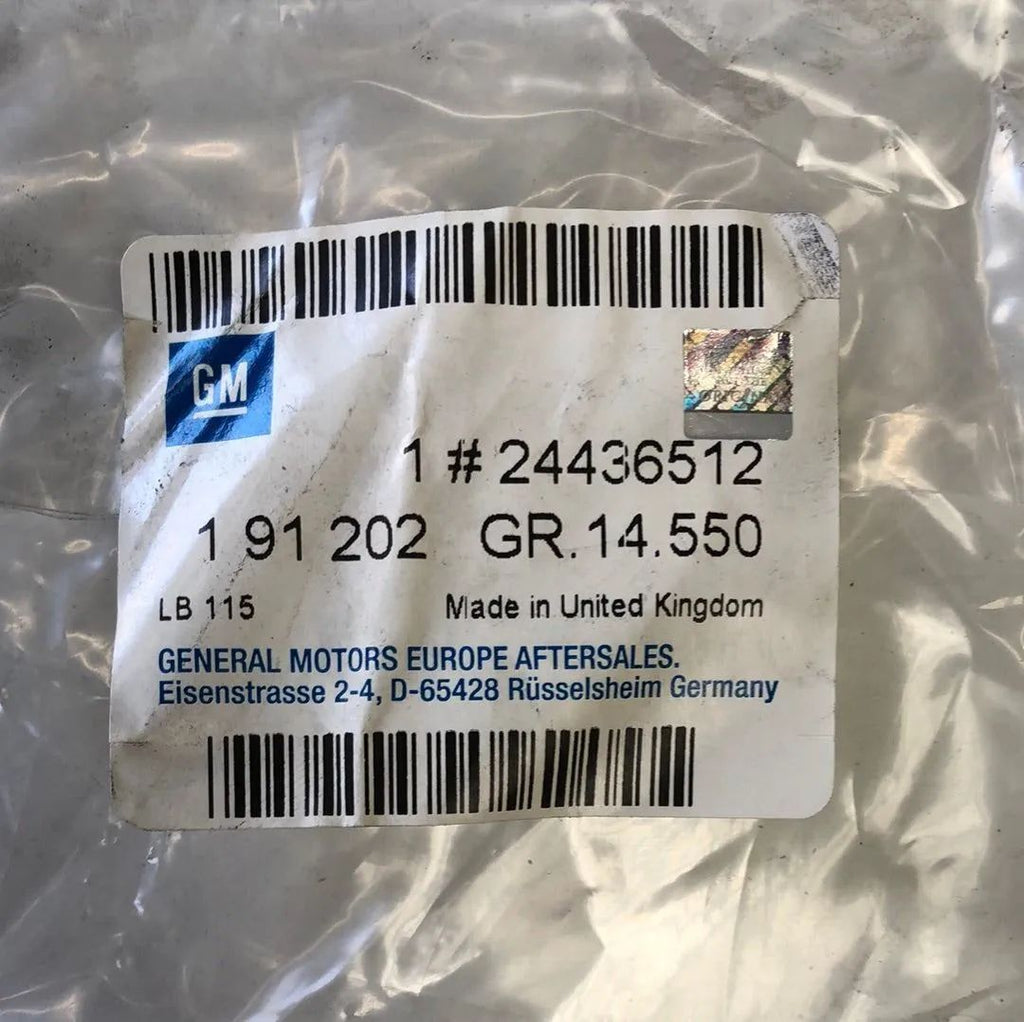 GM
1 # 24436512
1 91 202 GR.14.550
LB 115 Made in United Kingdom
GENERAL MOTORS EUROPE AFTERSALES.
Eisenstrasse 2-4, D-65428 Rüsselsheim Germany